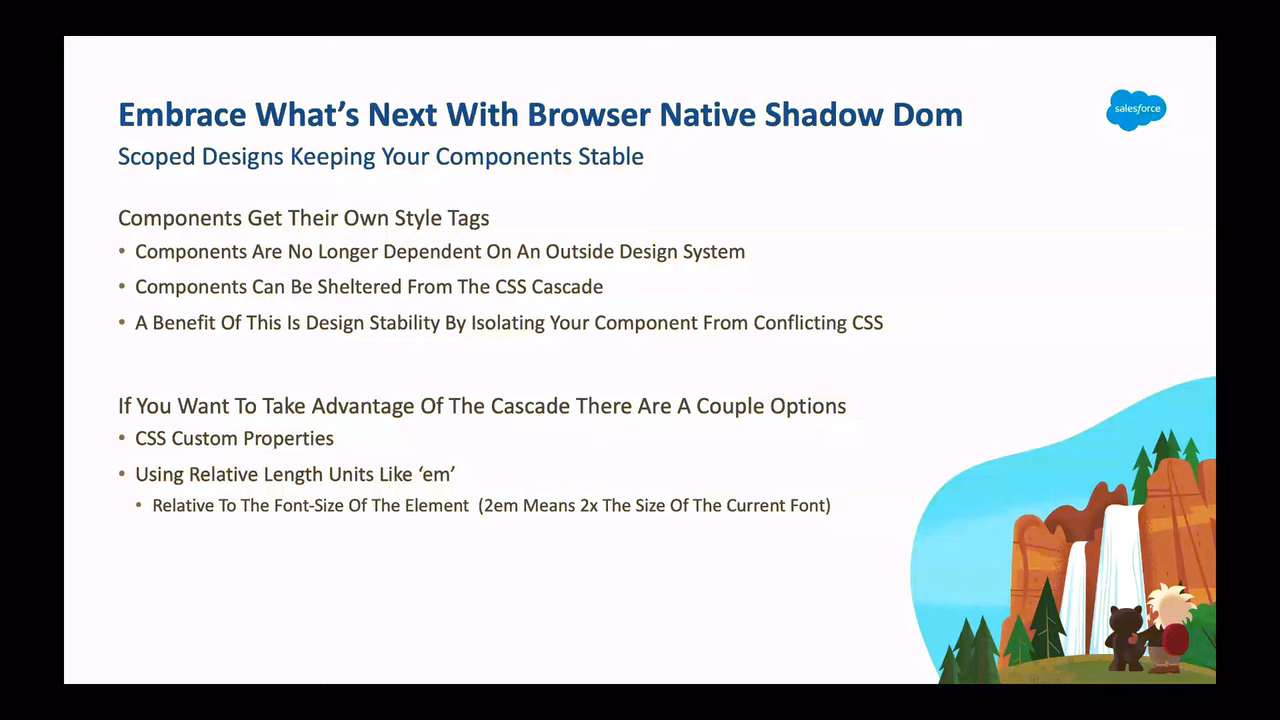 Embrace What's Next With Browser Native Shadow Dom
salesforce
Scoped Designs Keeping Your Components Stable
Components Get Their Own Style Tags
• Components Are No Longer Dependent On An Outside Design System
• Components Can Be Sheltered From The CSS Cascade
• A Benefit Of This Is Design Stability By Isolating Your Component From Conflicting CSS
If You Want To Take Advantage Of The Cascade There Are A Couple Options
• CSS Custom Properties
• Using Relative Length Units Like ‘em’
• Relative To The Font-Size Of The Element (2em Means 2x The Size Of The Current Font)